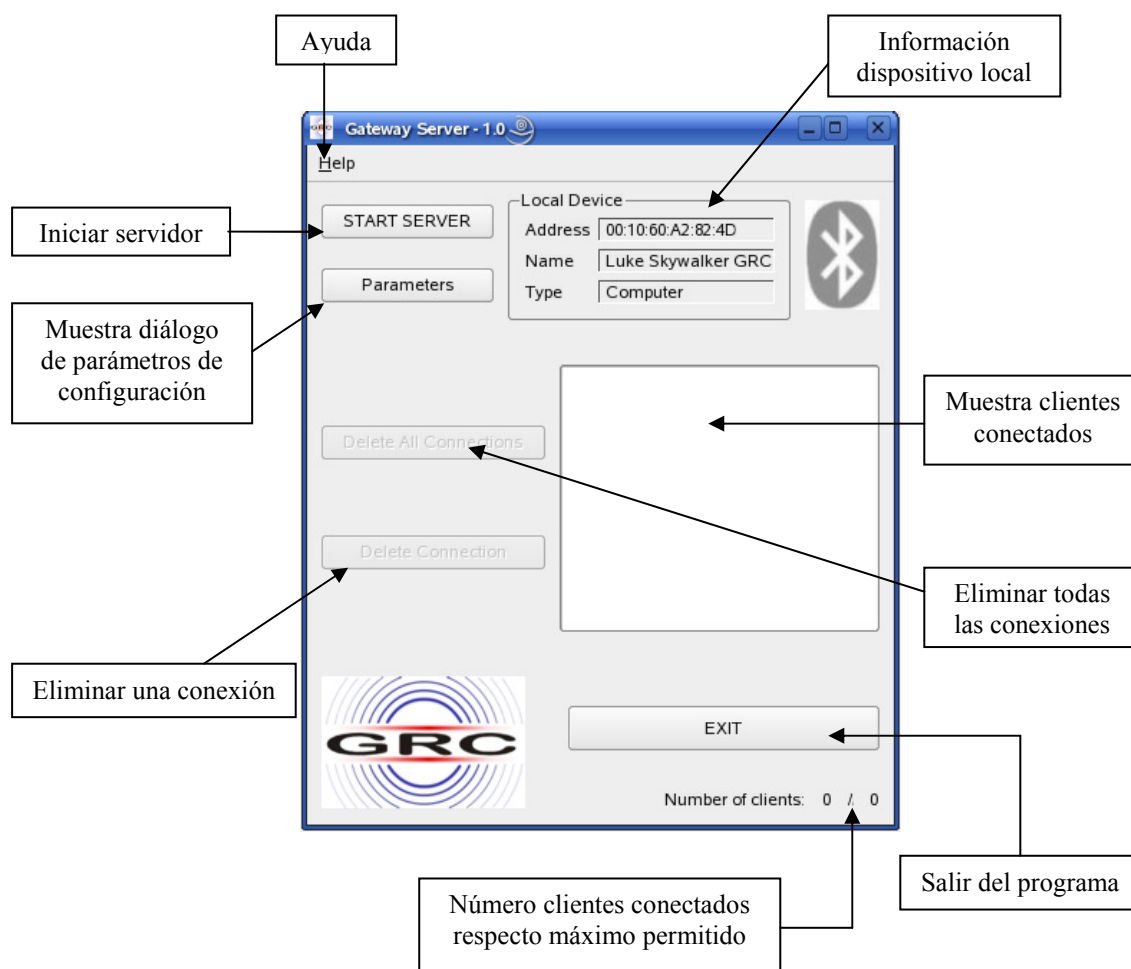 Ayuda
Información
dispositivo local
GRC
Gateway Server - 1.0
Help
Iniciar servidor
START SERVER
Local Device
Address 00:10:60:A2:82:4D
Name Luke Skywalker GRC
Type Computer
Parameters
Muestra diálogo
de parámetros de
configuración
Muestra clientes
conectados
Delete All Connections
Delete Connection
Eliminar todas
las conexiones
Eliminar una conexión
GRC
EXIT
Number of clients: 0 / 0
Salir del programa
Número clientes conectados
respecto máximo permitido